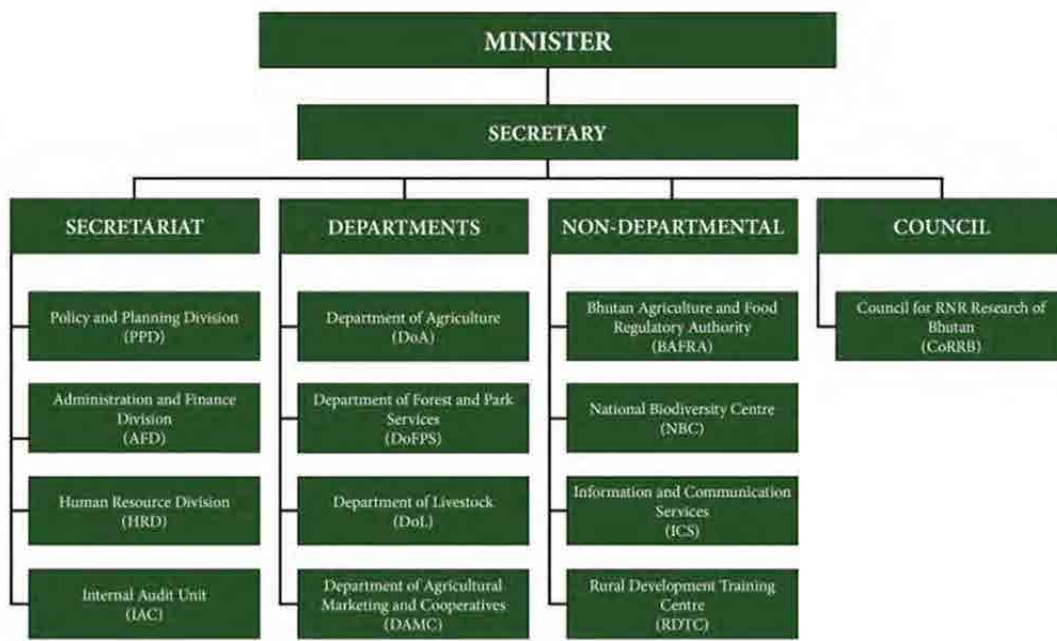 MINISTER
SECRETARY
SECRETARIAT
DEPARTMENTS
NON-DEPARTMENTAL
COUNCIL
Policy and Planning Division
(PPD)
Administration and Finance
Division
(AFD)
Human Resource Division
(HRD)
Internal Audit Unit
(IAC)
Department of Agriculture
(DoA)
Department of Forest and Park
Services
(DoFPS)
Department of Livestock
(DoL)
Department of Agricultural
Marketing and Cooperatives
(DAMC)
Bhutan Agriculture and Food
Regulatory Authority
(BAFRA)
National Biodiversity Centre
(NBC)
Information and Communication
Services
(ICS)
Rural Development Training
Centre
(RDTC)
Council for RNR Research of
Bhutan
(CoRRB)